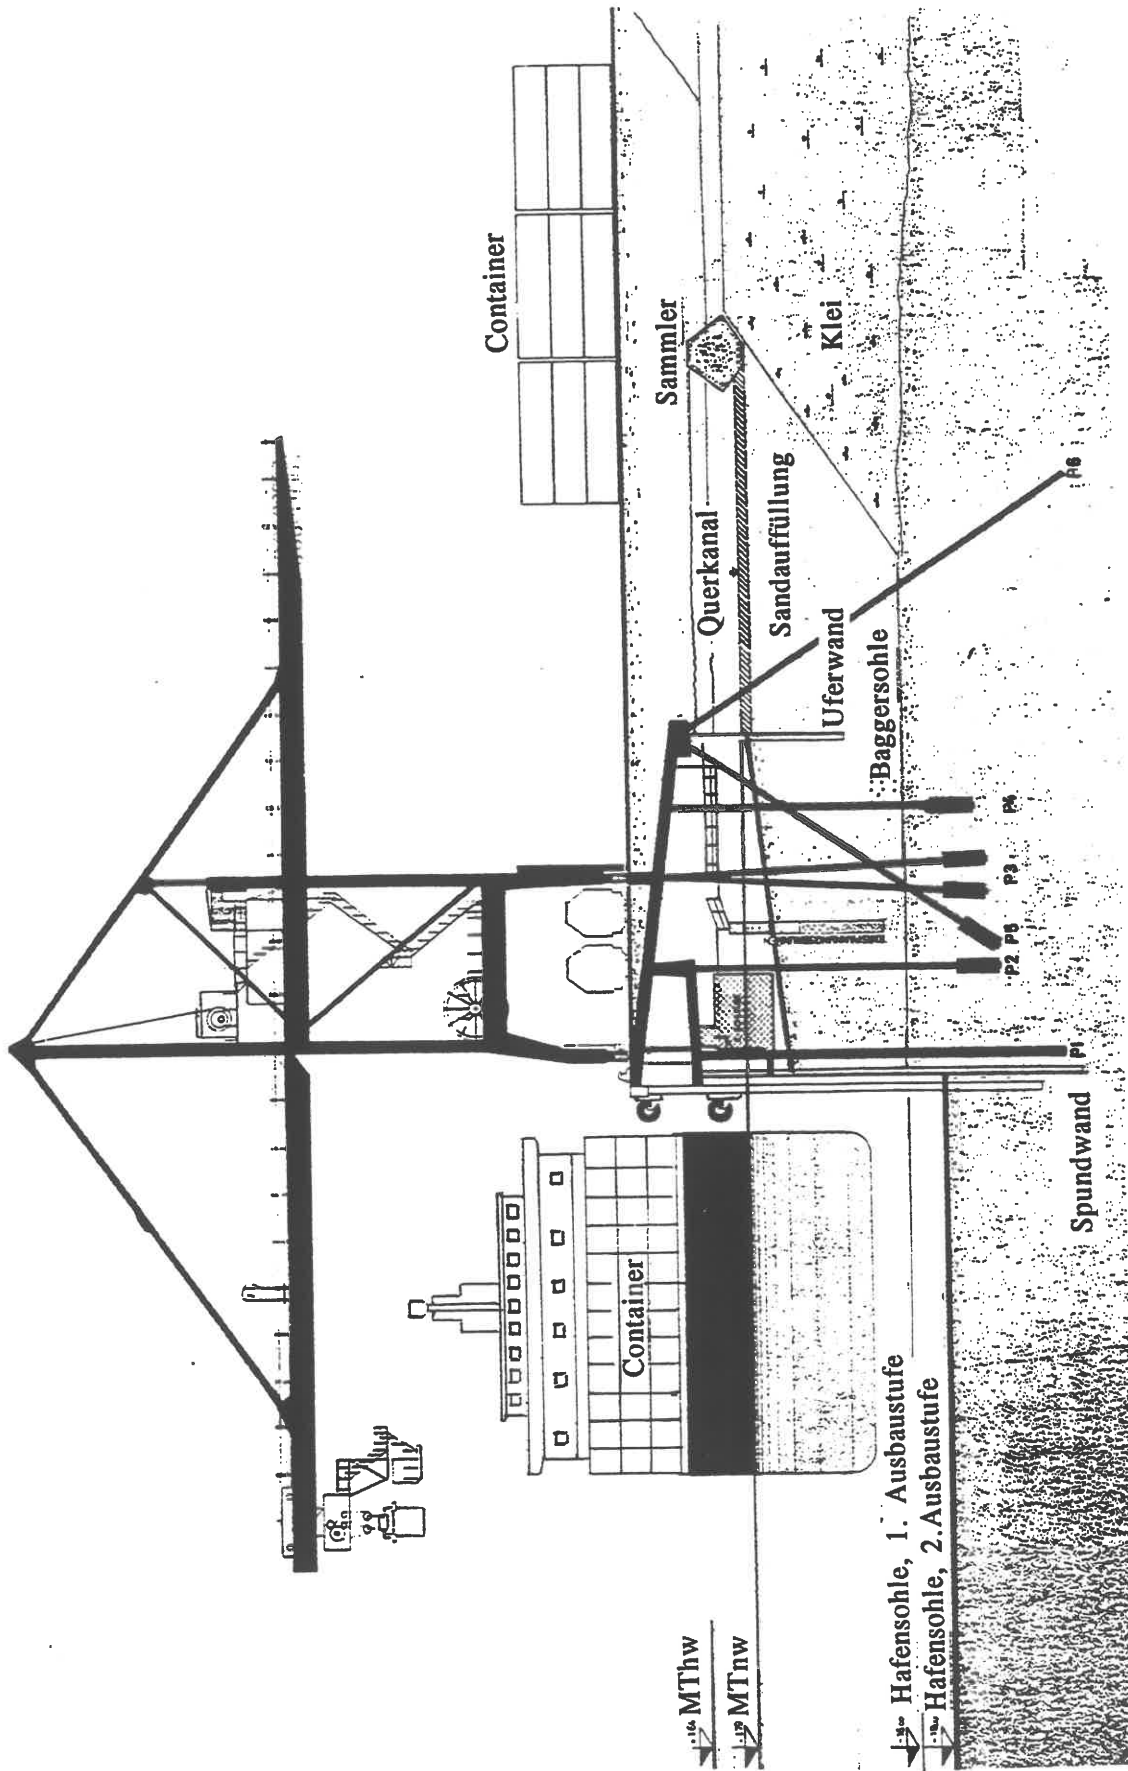 Container
Sammler
Klei
Querkanal
Sandauffüllung
Uferwand
Baggersohle
P4
P3
P5
P2
P1
Container
Spundwand
MThw
MTnw
Hafensohle, 1. Ausbaustufe
Hafensohle, 2. Ausbaustufe